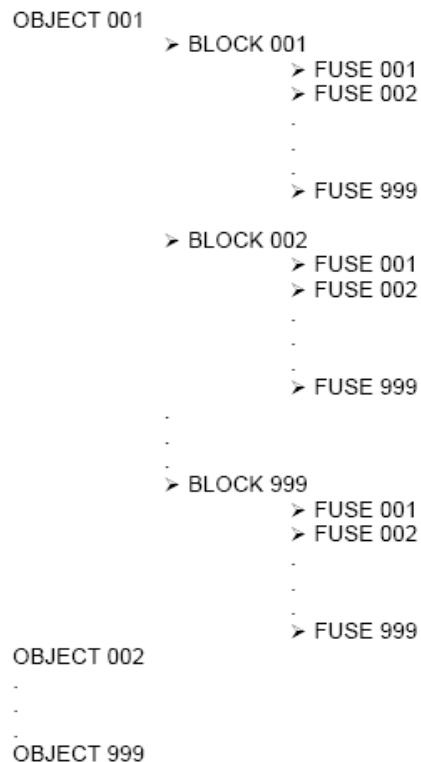 OBJECT 001
➢ BLOCK 001
➢ FUSE 001
➢ FUSE 002
.
.
.
➢ FUSE 999
➢ BLOCK 002
➢ FUSE 001
➢ FUSE 002
.
.
.
➢ FUSE 999
.
.
.
➢ BLOCK 999
➢ FUSE 001
➢ FUSE 002
.
.
.
➢ FUSE 999
OBJECT 002
.
.
.
OBJECT 999